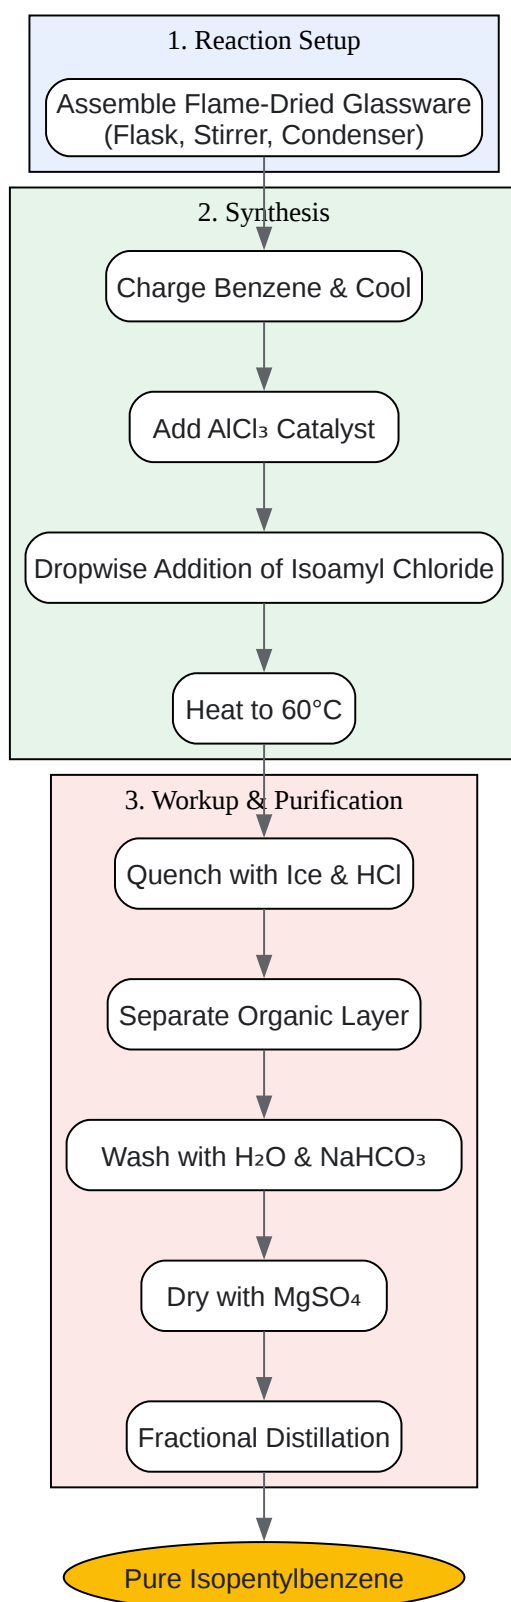 1. Reaction Setup
Assemble Flame-Dried Glassware
(Flask, Stirrer, Condenser)
2. Synthesis
Charge Benzene & Cool
Add AlCl₃ Catalyst
Dropwise Addition of Isoamyl Chloride
Heat to 60°C
3. Workup & Purification
Quench with Ice & HCl
Separate Organic Layer
Wash with H₂O & NaHCO₃
Dry with MgSO₄
Fractional Distillation
Pure Isopentylbenzene